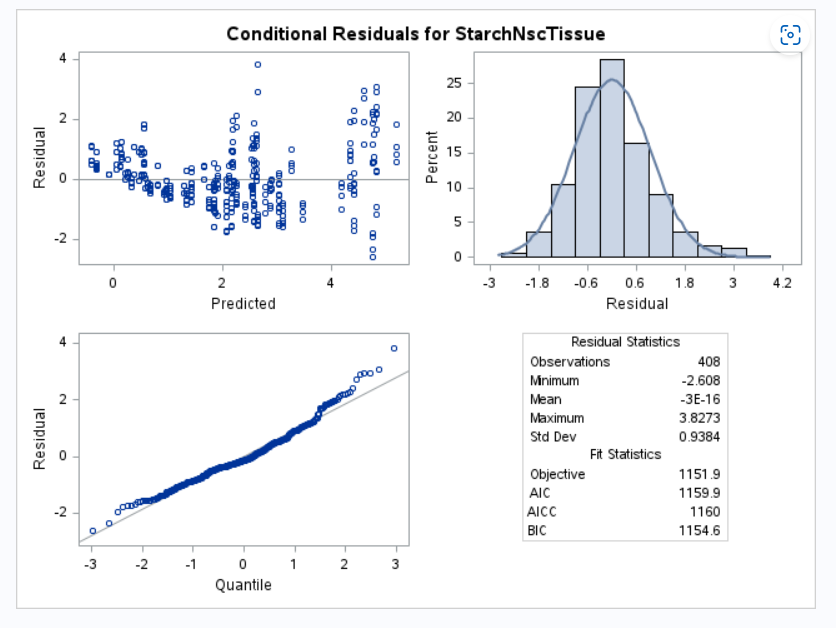 Conditional Residuals for StarchNscTissue
4
2
0
-2
Residual
0
2
4
Predicted
25
20
15
10
5
0
Percent
-3
-1.8
-0.6
0.6
1.8
3
4.2
Residual
4
2
0
-2
Residual
-3
-2
-1
0
1
2
3
Quantile
Residual Statistics
Observations 408
Minimum -2.608
Mean -3E-16
Maximum 3.8273
Std Dev 0.9384
Fit Statistics
Objective 1151.9
AIC 1159.9
AICC 1160
BIC 1154.6